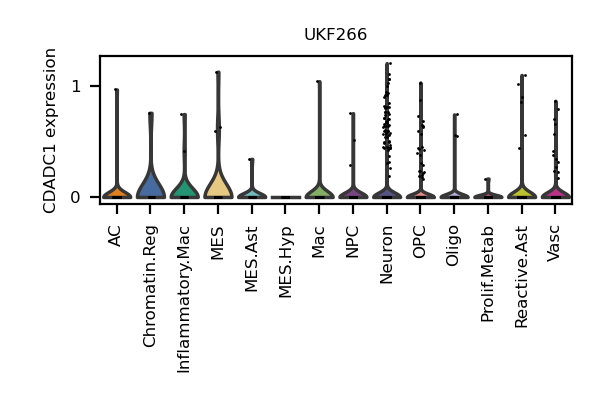 UKF266
CDADC1 expression
1
0
AC
Chromatin.Reg
Inflammatory.Mac
MES
MES.Ast
MES.Hyp
Mac
NPC
Neuron
OPC
Oligo
Prolif.Metab
Reactive.Ast
Vasc